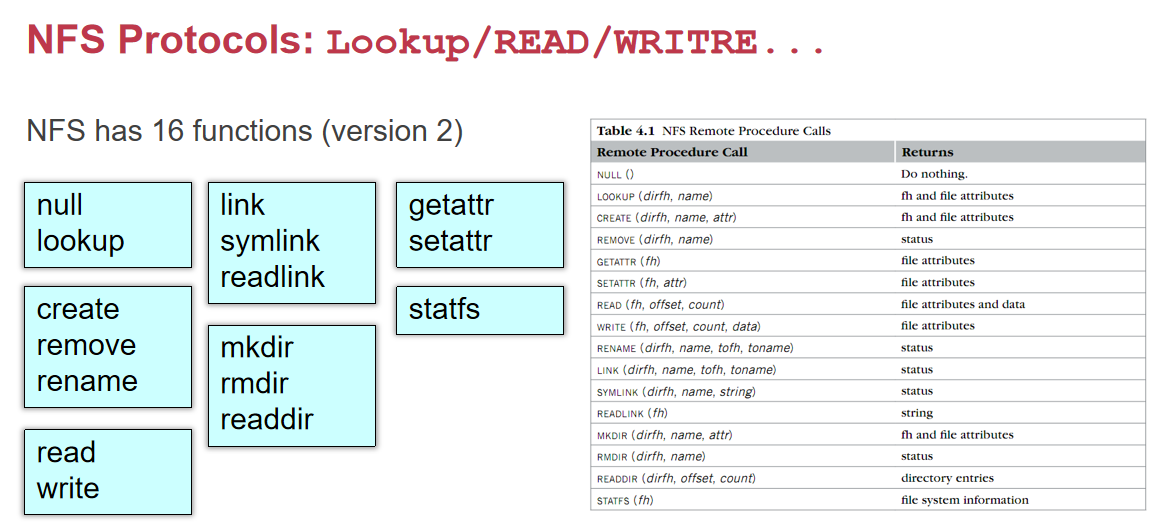 NFS Protocols: Lookup/READ/WRITRE...
NFS has 16 functions (version 2)
null
lookup
create
remove
rename
read
write
link
symlink
readlink
mkdir
rmdir
readdir
getattr
setattr
statfs
Table 4.1 NFS Remote Procedure Calls
Remote Procedure Call Returns
NULL () Do nothing.
LOOKUP (dirfh, name) fh and file attributes
CREATE (dirfh, name, attr) fh and file attributes
REMOVE (dirfh, name) status
GETATTR (fh) file attributes
SETATTR (fh, attr) file attributes
READ (fh, offset, count) file attributes and data
WRITE (fh, offset, count, data) file attributes
RENAME (dirfh, name, tofh, toname) status
LINK (dirfh, name, tofh, toname) status
SYMLINK (dirfh, name, string) status
READLINK (fh) string
MKDIR (dirfh, name, attr) fh and file attributes
RMDIR (dirfh, name) status
READDIR (dirfh, offset, count) directory entries
STATFS (fh) file system information